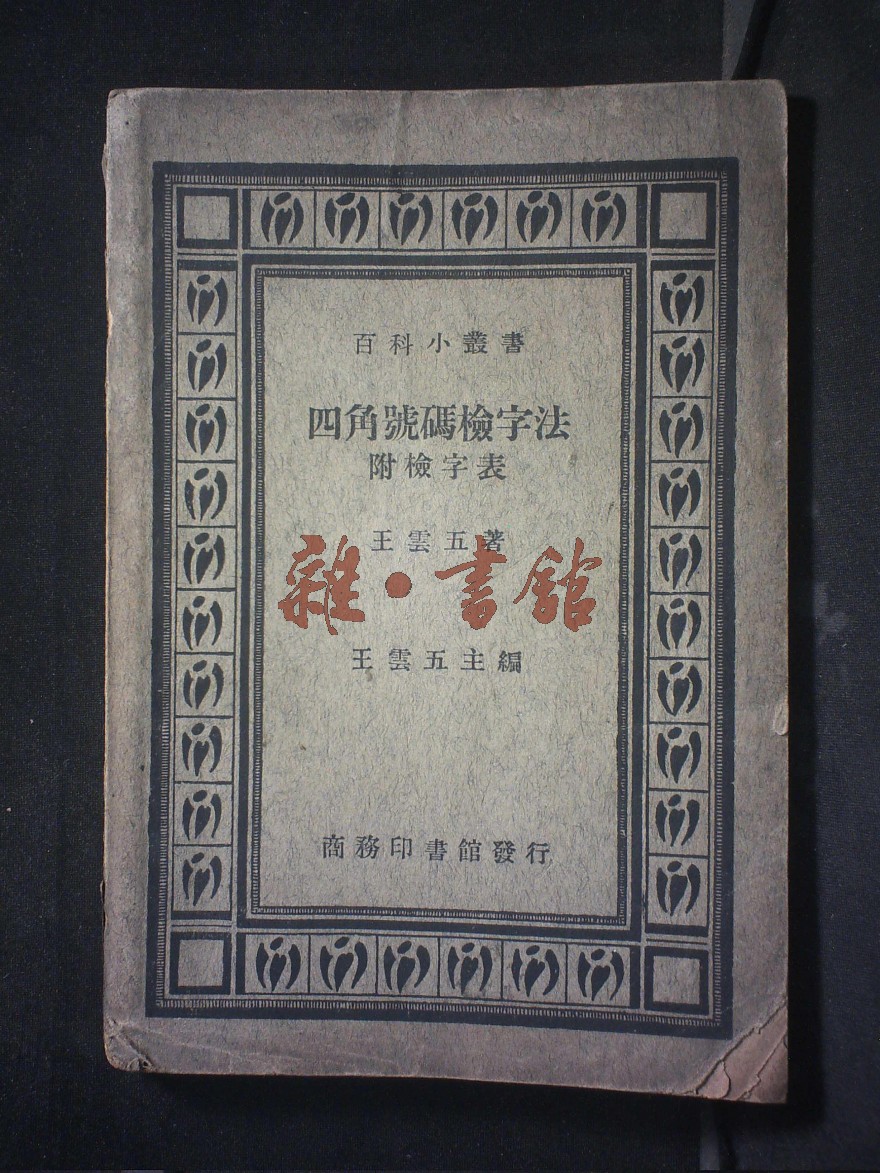 百科小叢書
四角號碼檢字法
附檢字表
王雲五著
雜·書館
王雲五主編
商務印書館發行